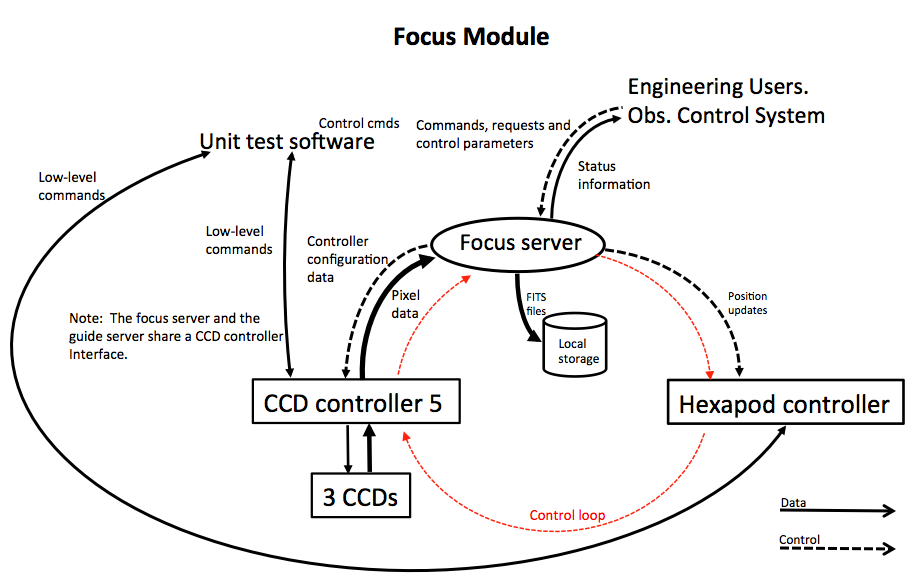 Focus Module
Engineering Users.
Obs. Control System
Control cmds
Unit test software
Commands, requests and
control parameters
Status
information
Low-level
commands
Low-level
commands
Controller
configuration
data
Focus server
Pixel
data
FITS
files
Position
updates
Note:  The focus server and the
guide server share a CCD controller
Interface.
Local
storage
CCD controller 5
Hexapod controller
3 CCDs
Control loop
Data
Control